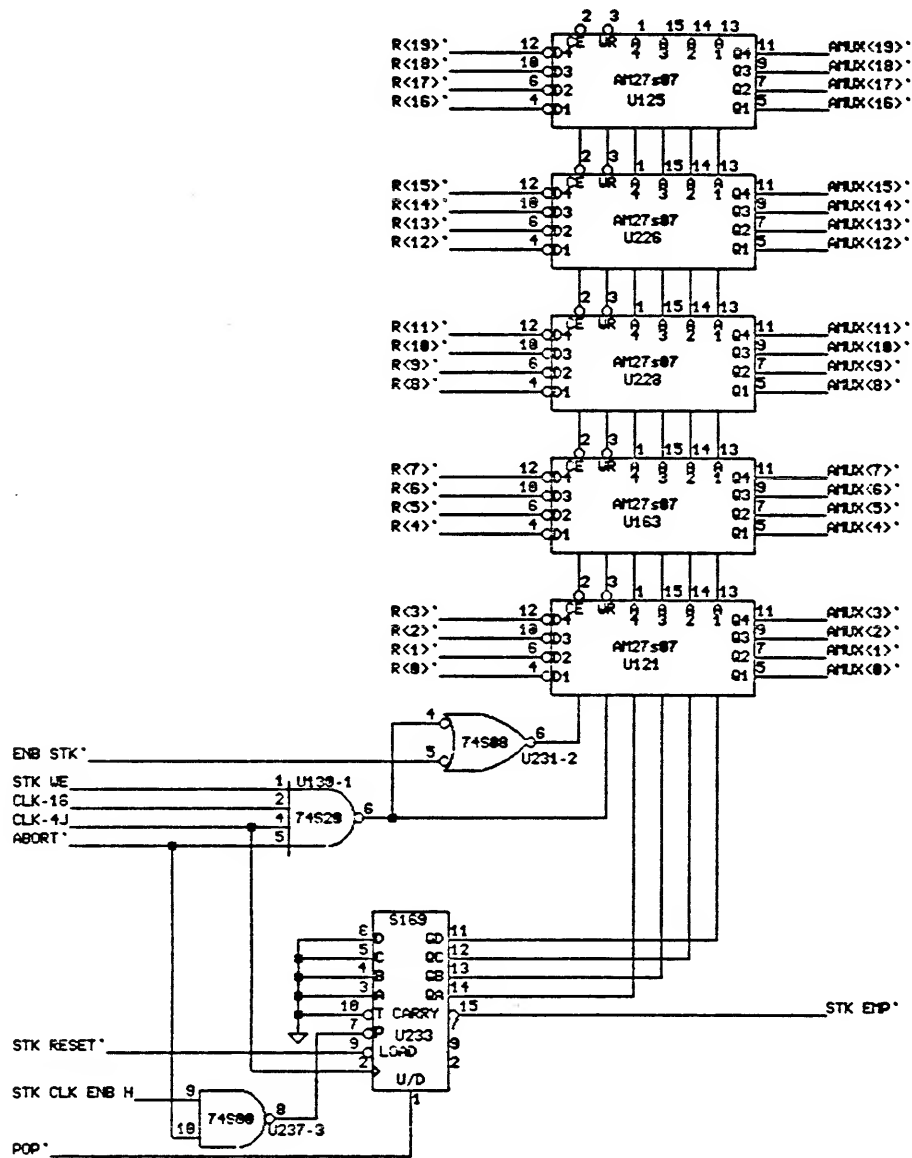 2 3 1 15 14 13
R<19>' 12 D4 E WR A4 A3 A2 A1 Q4 11 AMUX<19>'
R<18>' 10 D3 Q3 9 AMUX<18>'
R<17>' 6 D2 AM27s07 Q2 7 AMUX<17>'
R<16>' 4 D1 U125 Q1 5 AMUX<16>'
2 3 1 15 14 13
R<15>' 12 D4 E WR A4 A3 A2 A1 Q4 11 AMUX<15>'
R<14>' 10 D3 Q3 9 AMUX<14>'
R<13>' 6 D2 AM27s07 Q2 7 AMUX<13>'
R<12>' 4 D1 U226 Q1 5 AMUX<12>'
2 3 1 15 14 13
R<11>' 12 D4 E WR A4 A3 A2 A1 Q4 11 AMUX<11>'
R<10>' 10 D3 Q3 9 AMUX<10>'
R<9>' 6 D2 AM27s07 Q2 7 AMUX<9>'
R<8>' 4 D1 U228 Q1 5 AMUX<8>'
2 3 1 15 14 13
R<7>' 12 D4 E WR A4 A3 A2 A1 Q4 11 AMUX<7>'
R<6>' 10 D3 Q3 9 AMUX<6>'
R<5>' 6 D2 AM27s07 Q2 7 AMUX<5>'
R<4>' 4 D1 U163 Q1 5 AMUX<4>'
2 3 1 15 14 13
R<3>' 12 D4 E WR A4 A3 A2 A1 Q4 11 AMUX<3>'
R<2>' 10 D3 Q3 9 AMUX<2>'
R<1>' 6 D2 AM27s07 Q2 7 AMUX<1>'
R<0>' 4 D1 U121 Q1 5 AMUX<0>'
4 74S08 6
ENB STK' 5 U231-2
STK WE 1 U139-1
CLK-16 2 74S20 6
CLK-4J 4
ABORT' 5
S169
6 D QD 11
5 C QC 12
4 B QB 13
3 A QA 14
10 T CARRY 15 STK EMP'
7 P U233 7
STK RESET' 9 LOAD 9
2 2
U/D
1
STK CLK ENB H 9 74S00 8
10 U237-3
POP'